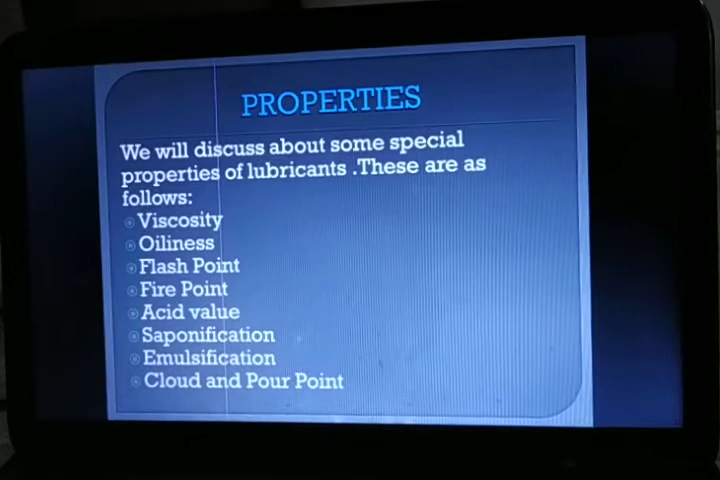 PROPERTIES
We will discuss about some special
properties of lubricants .These are as
follows:
Viscosity
Oiliness
Flash Point
Fire Point
Acid value
Saponification
Emulsification
Cloud and Pour Point